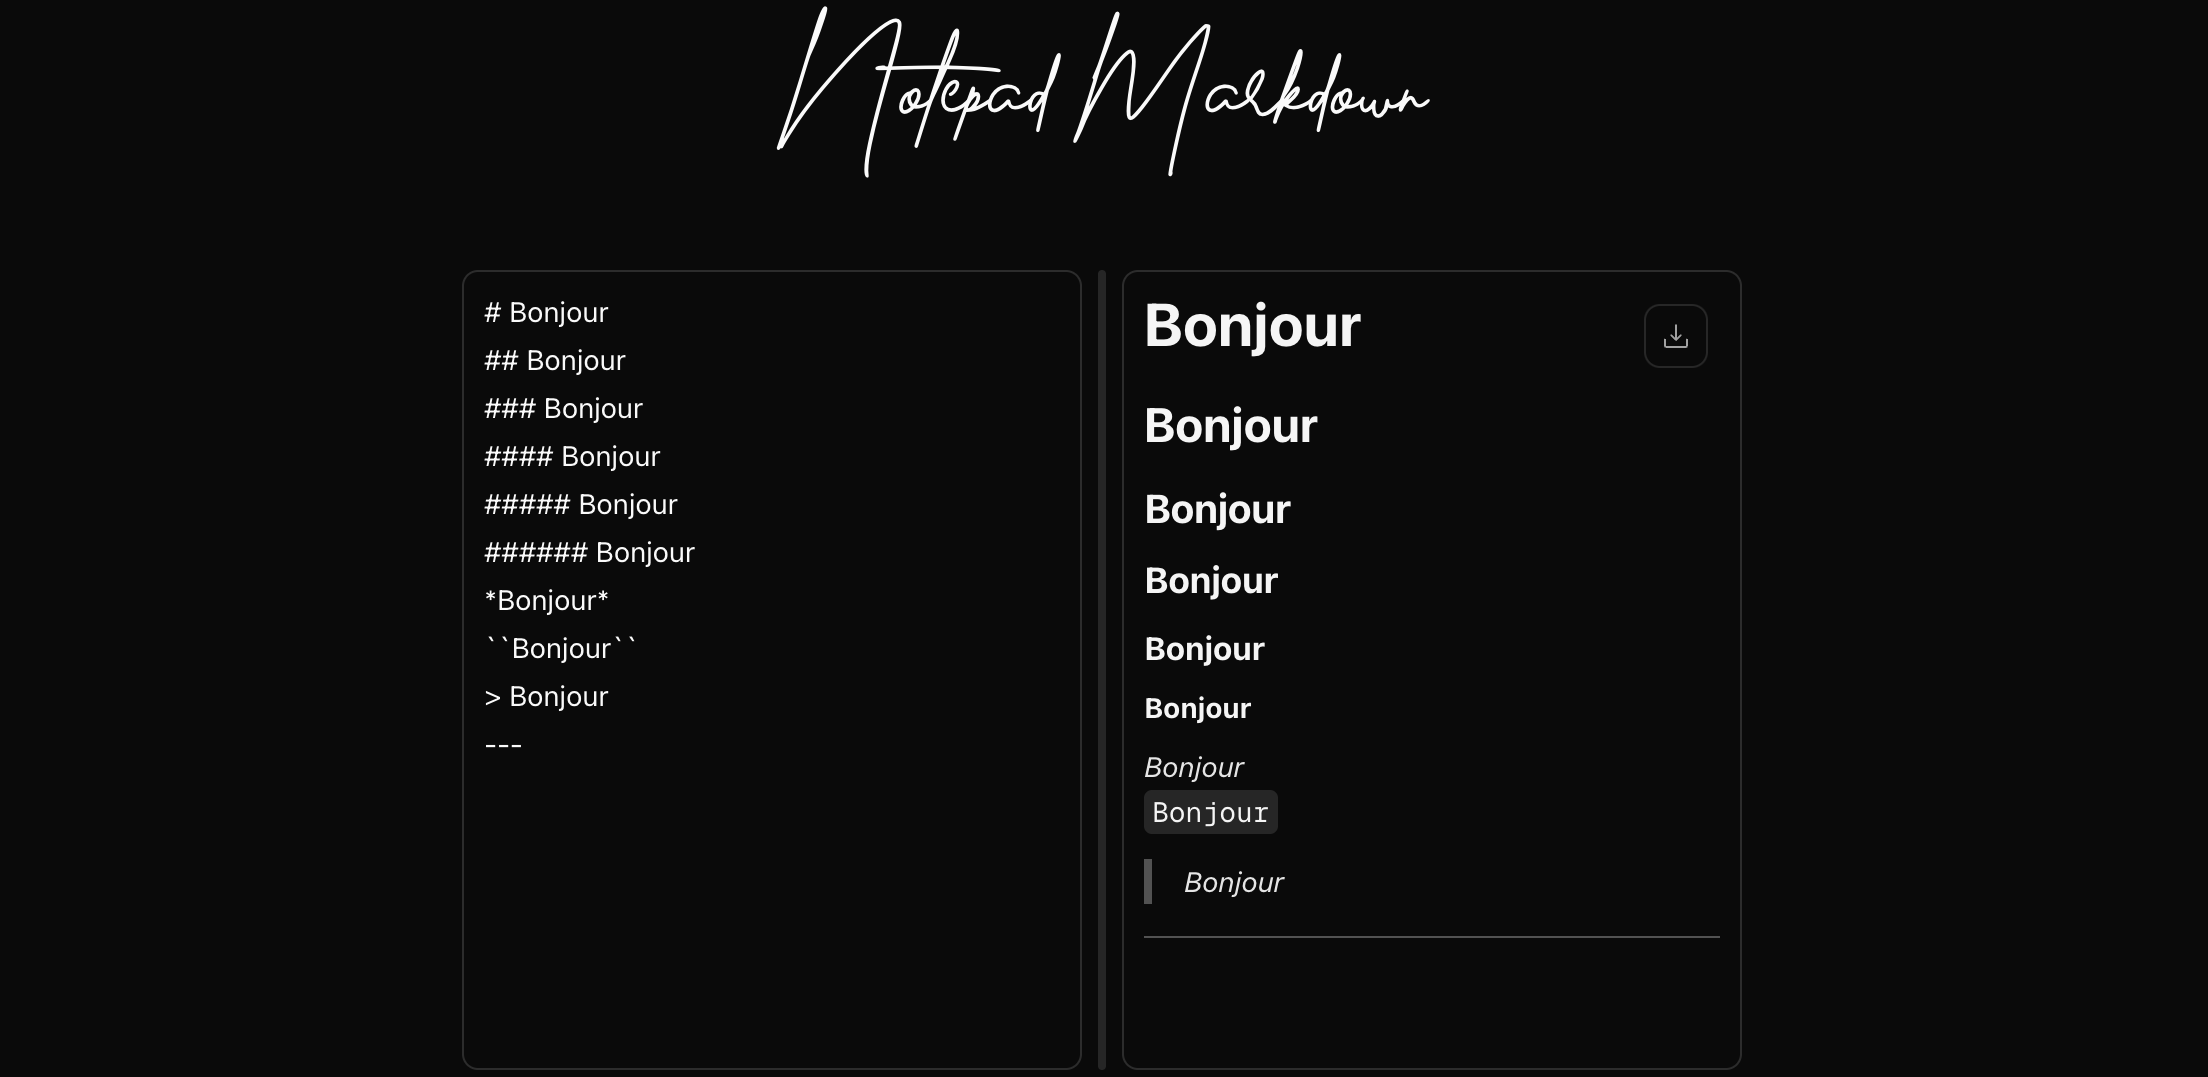 Notepad Markdown
# Bonjour
## Bonjour
### Bonjour
#### Bonjour
##### Bonjour
###### Bonjour
*Bonjour*
``Bonjour``
> Bonjour
---
Bonjour
Bonjour
Bonjour
Bonjour
Bonjour
Bonjour
Bonjour
Bonjour
Bonjour